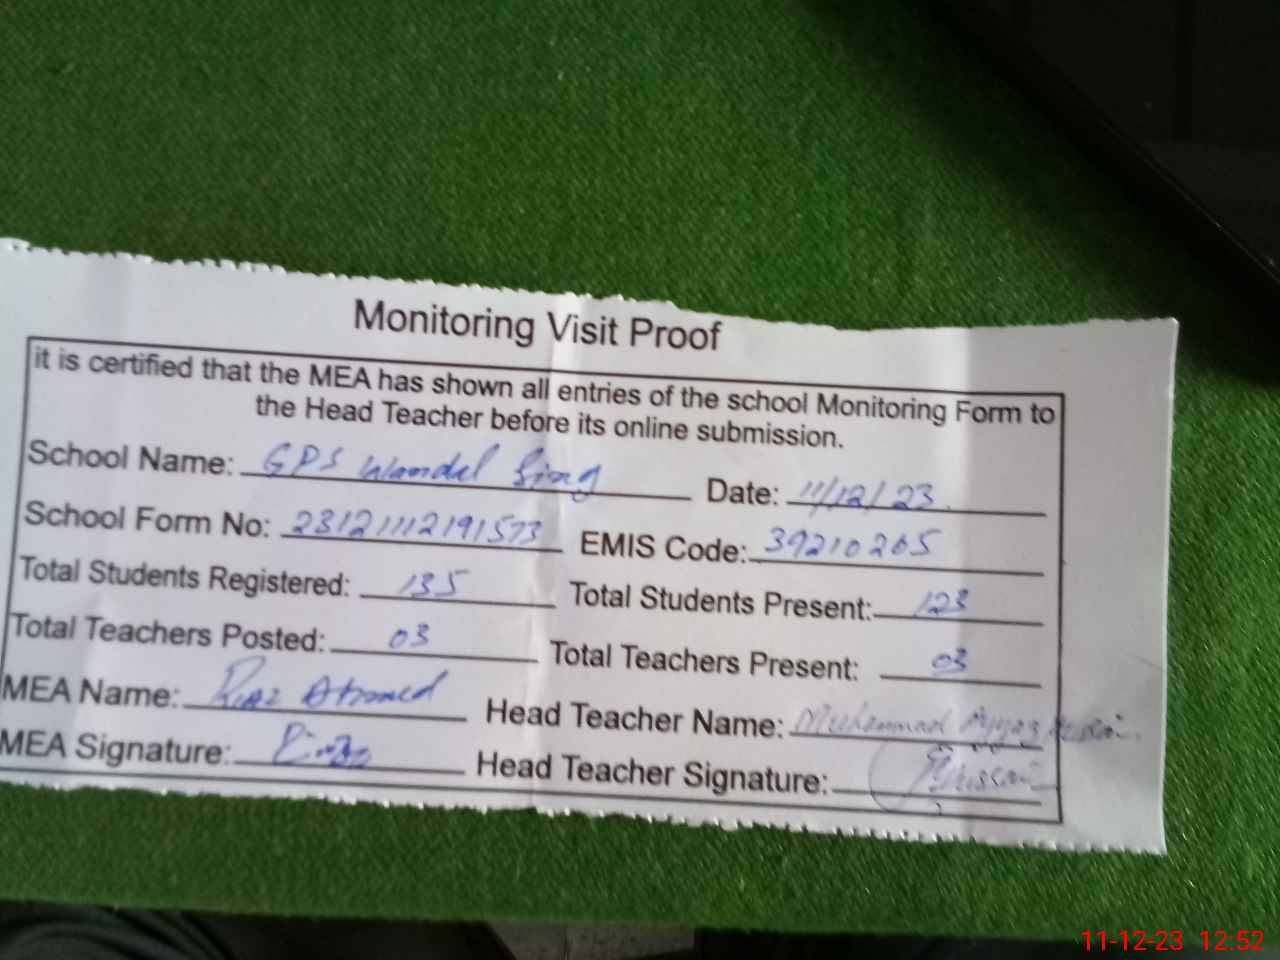 Monitoring Visit Proof
it is certified that the MEA has shown all entries of the school Monitoring Form to
the Head Teacher before its online submission.
School Name: GPS Wandal Date: 11/12/23
School Form No: 23121112191573 EMIS Code: 39210265
Total Students Registered: 135 Total Students Present: 123
Total Teachers Posted: 03 Total Teachers Present: 03
MEA Name: Riaz Ahmed Head Teacher Name: Muhammad Ayyaz
MEA Signature: Head Teacher Signature:
11-12-23 12:52